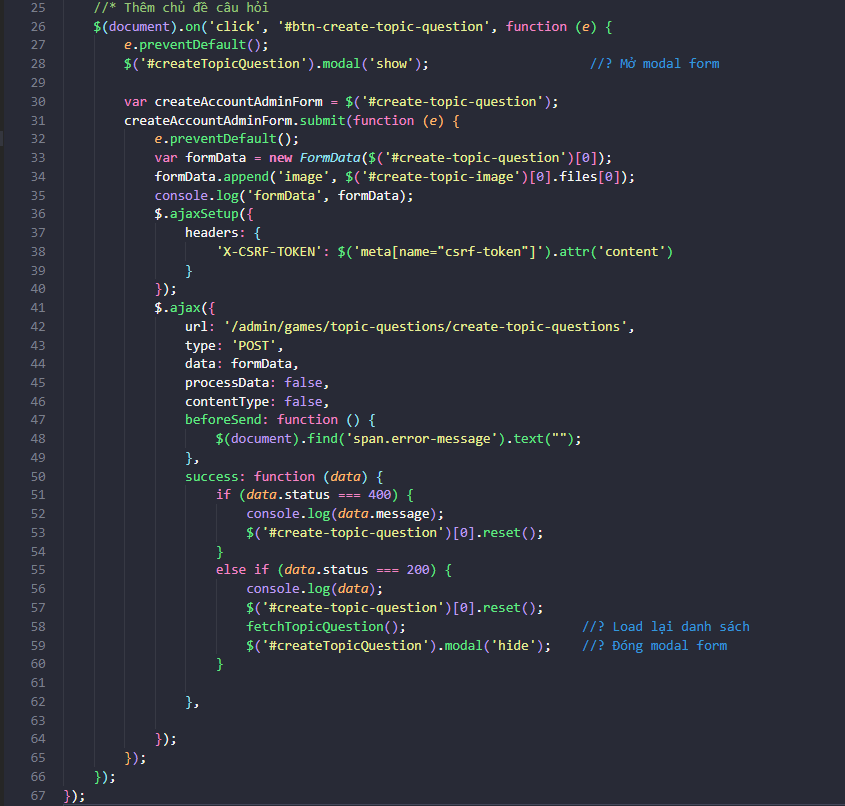 25 //* Thêm chủ đề câu hỏi
26 $(document).on('click', '#btn-create-topic-question', function (e) {
27 e.preventDefault();
28 $('#createTopicQuestion').modal('show'); //? Mở modal form
29
30 var createAccountAdminForm = $('#create-topic-question');
31 createAccountAdminForm.submit(function (e) {
32 e.preventDefault();
33 var formData = new FormData($('#create-topic-question')[0]);
34 formData.append('image', $('#create-topic-image')[0].files[0]);
35 console.log('formData', formData);
36 $.ajaxSetup({
37 headers: {
38 'X-CSRF-TOKEN': $('meta[name="csrf-token"]').attr('content')
39 }
40 });
41 $.ajax({
42 url: '/admin/games/topic-questions/create-topic-questions',
43 type: 'POST',
44 data: formData,
45 processData: false,
46 contentType: false,
47 beforeSend: function () {
48 $(document).find('span.error-message').text("");
49 },
50 success: function (data) {
51 if (data.status === 400) {
52 console.log(data.message);
53 $('#create-topic-question')[0].reset();
54 }
55 else if (data.status === 200) {
56 console.log(data);
57 $('#create-topic-question')[0].reset();
58 fetchTopicQuestion(); //? Load lại danh sách
59 $('#createTopicQuestion').modal('hide'); //? Đóng modal form
60 }
61
62 },
63
64 });
65 });
66 });
67 });